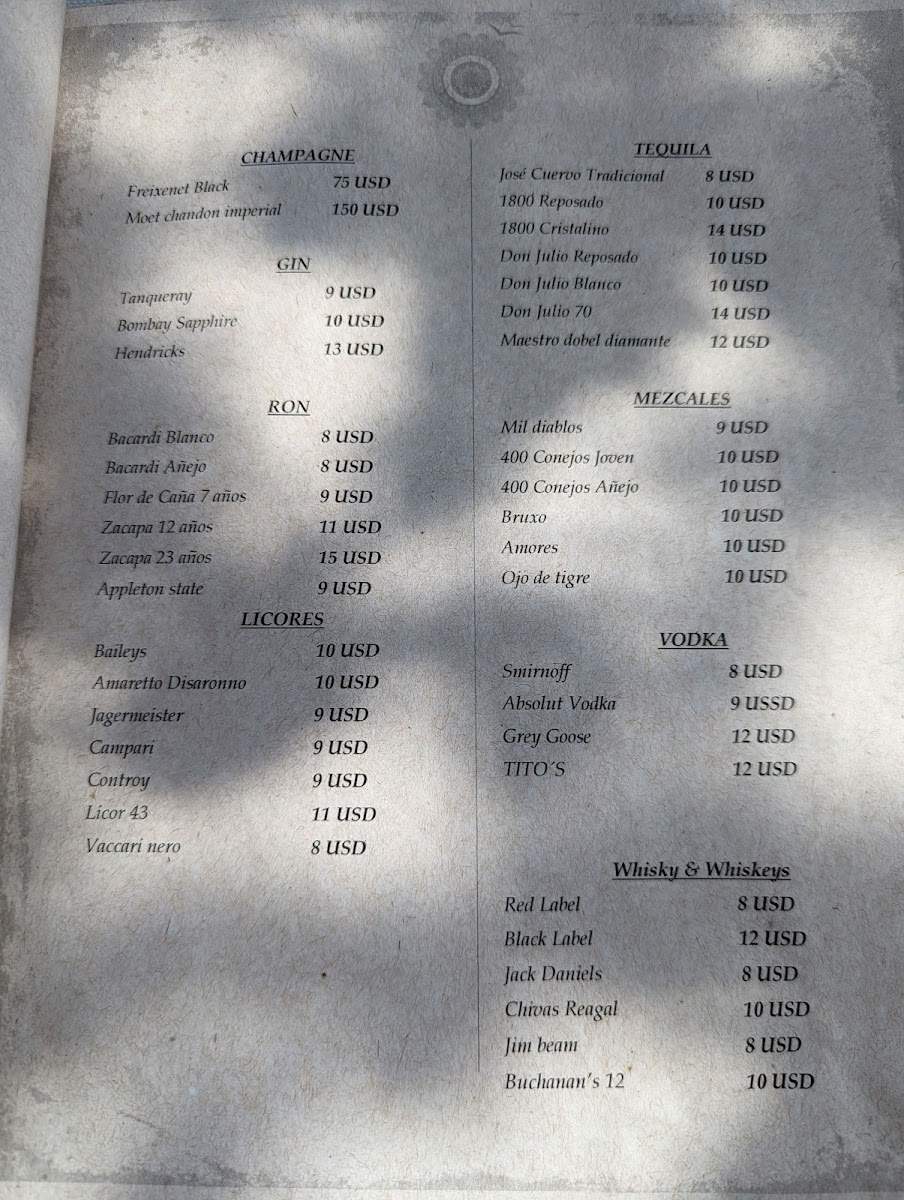 CHAMPAGNE
Freixenet Black 75 USD
Moet chandon imperial 150 USD
GIN
Tanqueray 9 USD
Bombay Sapphire 10 USD
Hendricks 13 USD
RON
Bacardi Blanco 8 USD
Bacardi Añejo 8 USD
Flor de Caña 7 años 9 USD
Zacapa 12 años 11 USD
Zacapa 23 años 15 USD
Appleton state 9 USD
LICORES
Baileys 10 USD
Amaretto Disaronno 10 USD
Jagermeister 9 USD
Campari 9 USD
Controy 9 USD
Licor 43 11 USD
Vaccari nero 8 USD
TEQUILA
José Cuervo Tradicional 8 USD
1800 Reposado 10 USD
1800 Cristalino 14 USD
Don Julio Reposado 10 USD
Don Julio Blanco 10 USD
Don Julio 70 14 USD
Maestro dobel diamante 12 USD
MEZCALES
Mil diablos 9 USD
400 Conejos Joven 10 USD
400 Conejos Añejo 10 USD
Bruxo 10 USD
Amores 10 USD
Ojo de tigre 10 USD
VODKA
Smirnoff 8 USD
Absolut Vodka 9 USSD
Grey Goose 12 USD
TITO´S 12 USD
Whisky & Whiskeys
Red Label 8 USD
Black Label 12 USD
Jack Daniels 8 USD
Chivas Reagal 10 USD
Jim beam 8 USD
Buchanan's 12 10 USD